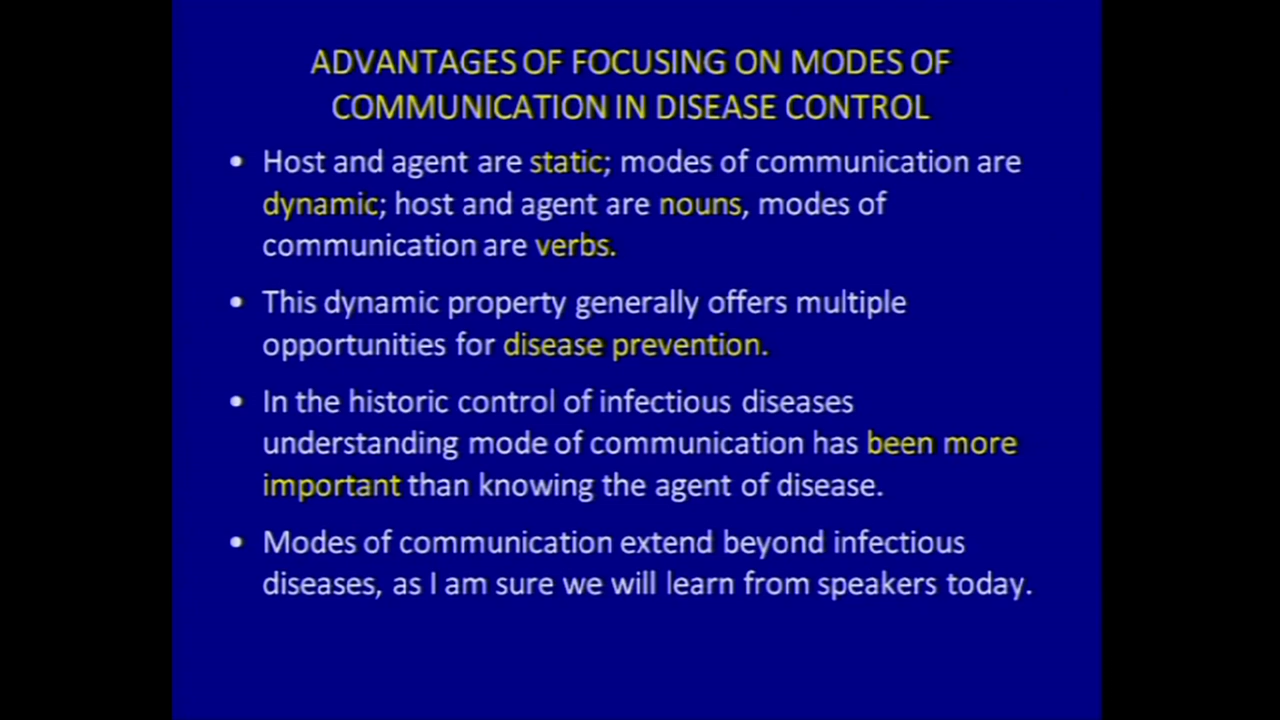 ADVANTAGES OF FOCUSING ON MODES OF
COMMUNICATION IN DISEASE CONTROL
• Host and agent are static; modes of communication are
dynamic; host and agent are nouns, modes of
communication are verbs.
• This dynamic property generally offers multiple
opportunities for disease prevention.
• In the historic control of infectious diseases
understanding mode of communication has been more
important than knowing the agent of disease.
• Modes of communication extend beyond infectious
diseases, as I am sure we will learn from speakers today.